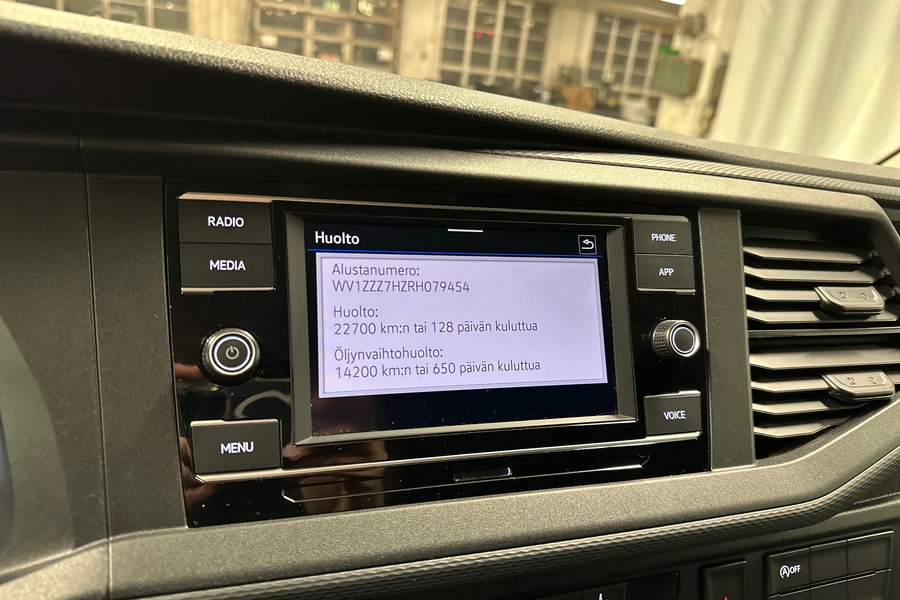 RADIO
MEDIA
MENU
Huolto
Alustanumero:
WV1ZZZ7HZRH079454
Huolto:
22700 km:n tai 128 päivän kuluttua
Öljynvaihtohuolto:
14200 km:n tai 650 päivän kuluttua
PHONE
APP
VOICE
A OFF